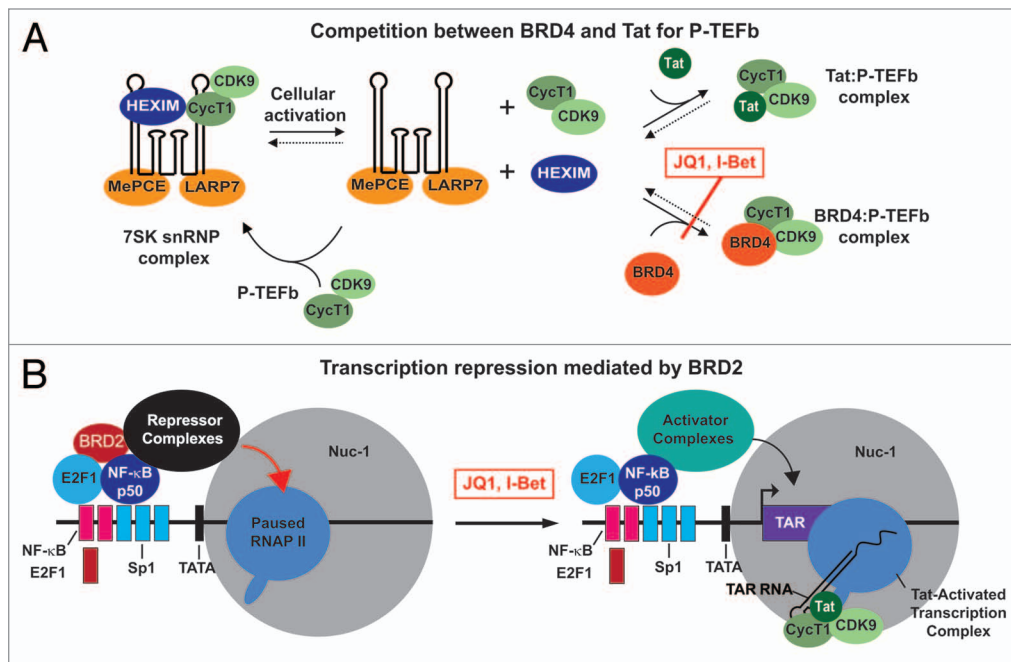 A
Competition between BRD4 and Tat for P-TEFb
HEXIM
CDK9
CycT1
MePCE
LARP7
7SK snRNP
complex
Cellular
activation
MePCE
LARP7
+
CycT1
CDK9
+
HEXIM
P-TEFb
CDK9
CycT1
Tat
CycT1
Tat
CDK9
Tat:P-TEFb
complex
JQ1, I-Bet
BRD4
CycT1
BRD4
CDK9
BRD4:P-TEFb
complex
B
Transcription repression mediated by BRD2
Repressor
Complexes
BRD2
E2F1
NF-κB
p50
Nuc-1
Paused
RNAP II
NF-κB
E2F1
Sp1
TATA
JQ1, I-Bet
Activator
Complexes
E2F1
NF-kB
p50
Nuc-1
TAR
NF-κB
E2F1
Sp1
TATA
TAR RNA
Tat
CycT1
CDK9
Tat-Activated
Transcription
Complex